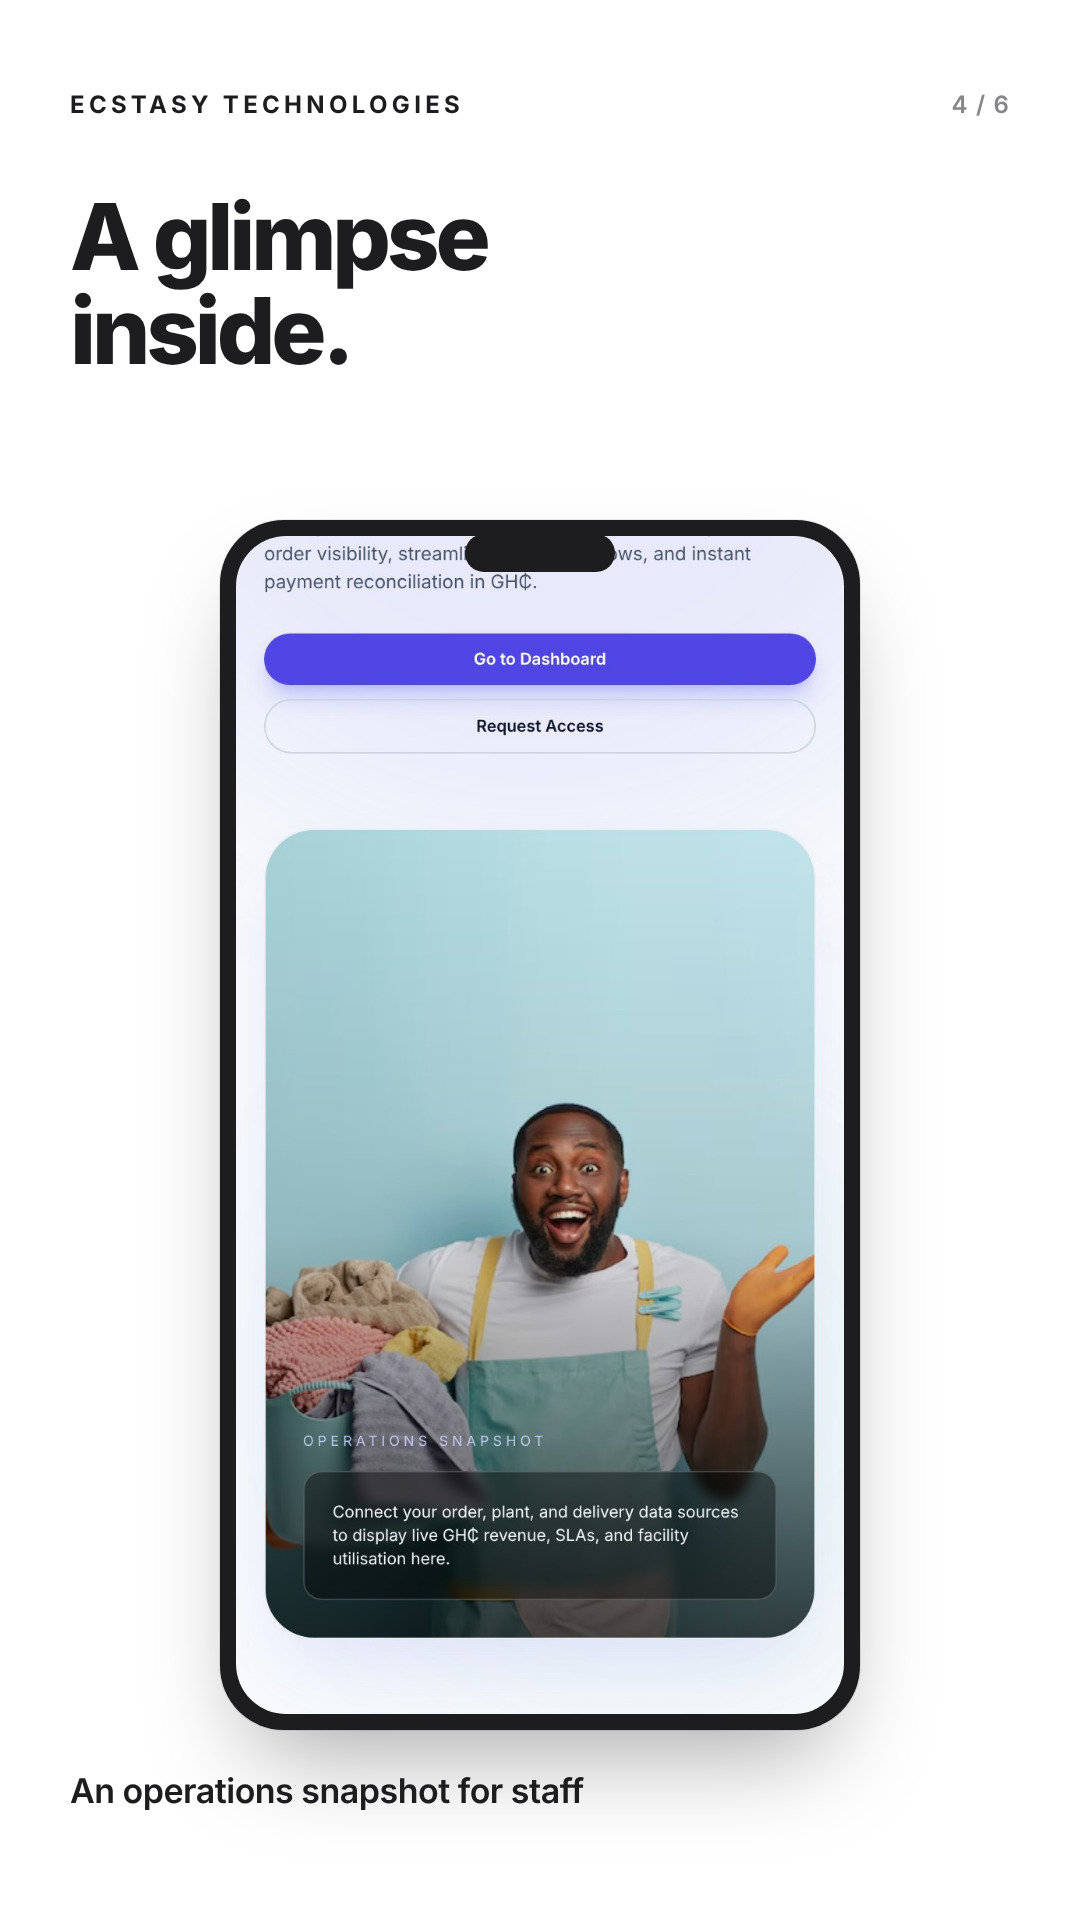 ECSTASY TECHNOLOGIES
4 / 6
A glimpse
inside.
order visibility, and instant
payment reconciliation in GH₵.
Go to Dashboard
Request Access
OPERATIONS SNAPSHOT
Connect your order, plant, and delivery data sources
to display live GH₵ revenue, SLAs, and facility
utilisation here.
An operations snapshot for staff